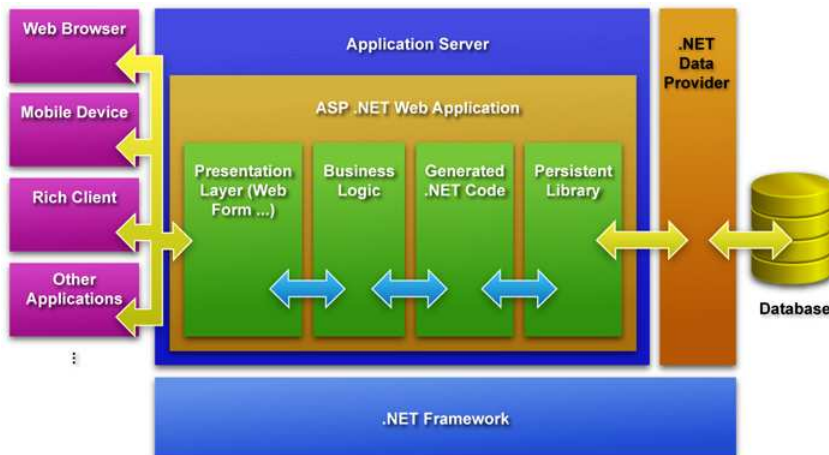 Web Browser
Mobile Device
Rich Client
Other
Applications
...
Application Server
ASP .NET Web Application
Presentation
Layer (Web
Form ...)
Business
Logic
Generated
.NET Code
Persistent
Library
.NET
Data
Provider
Database
.NET Framework